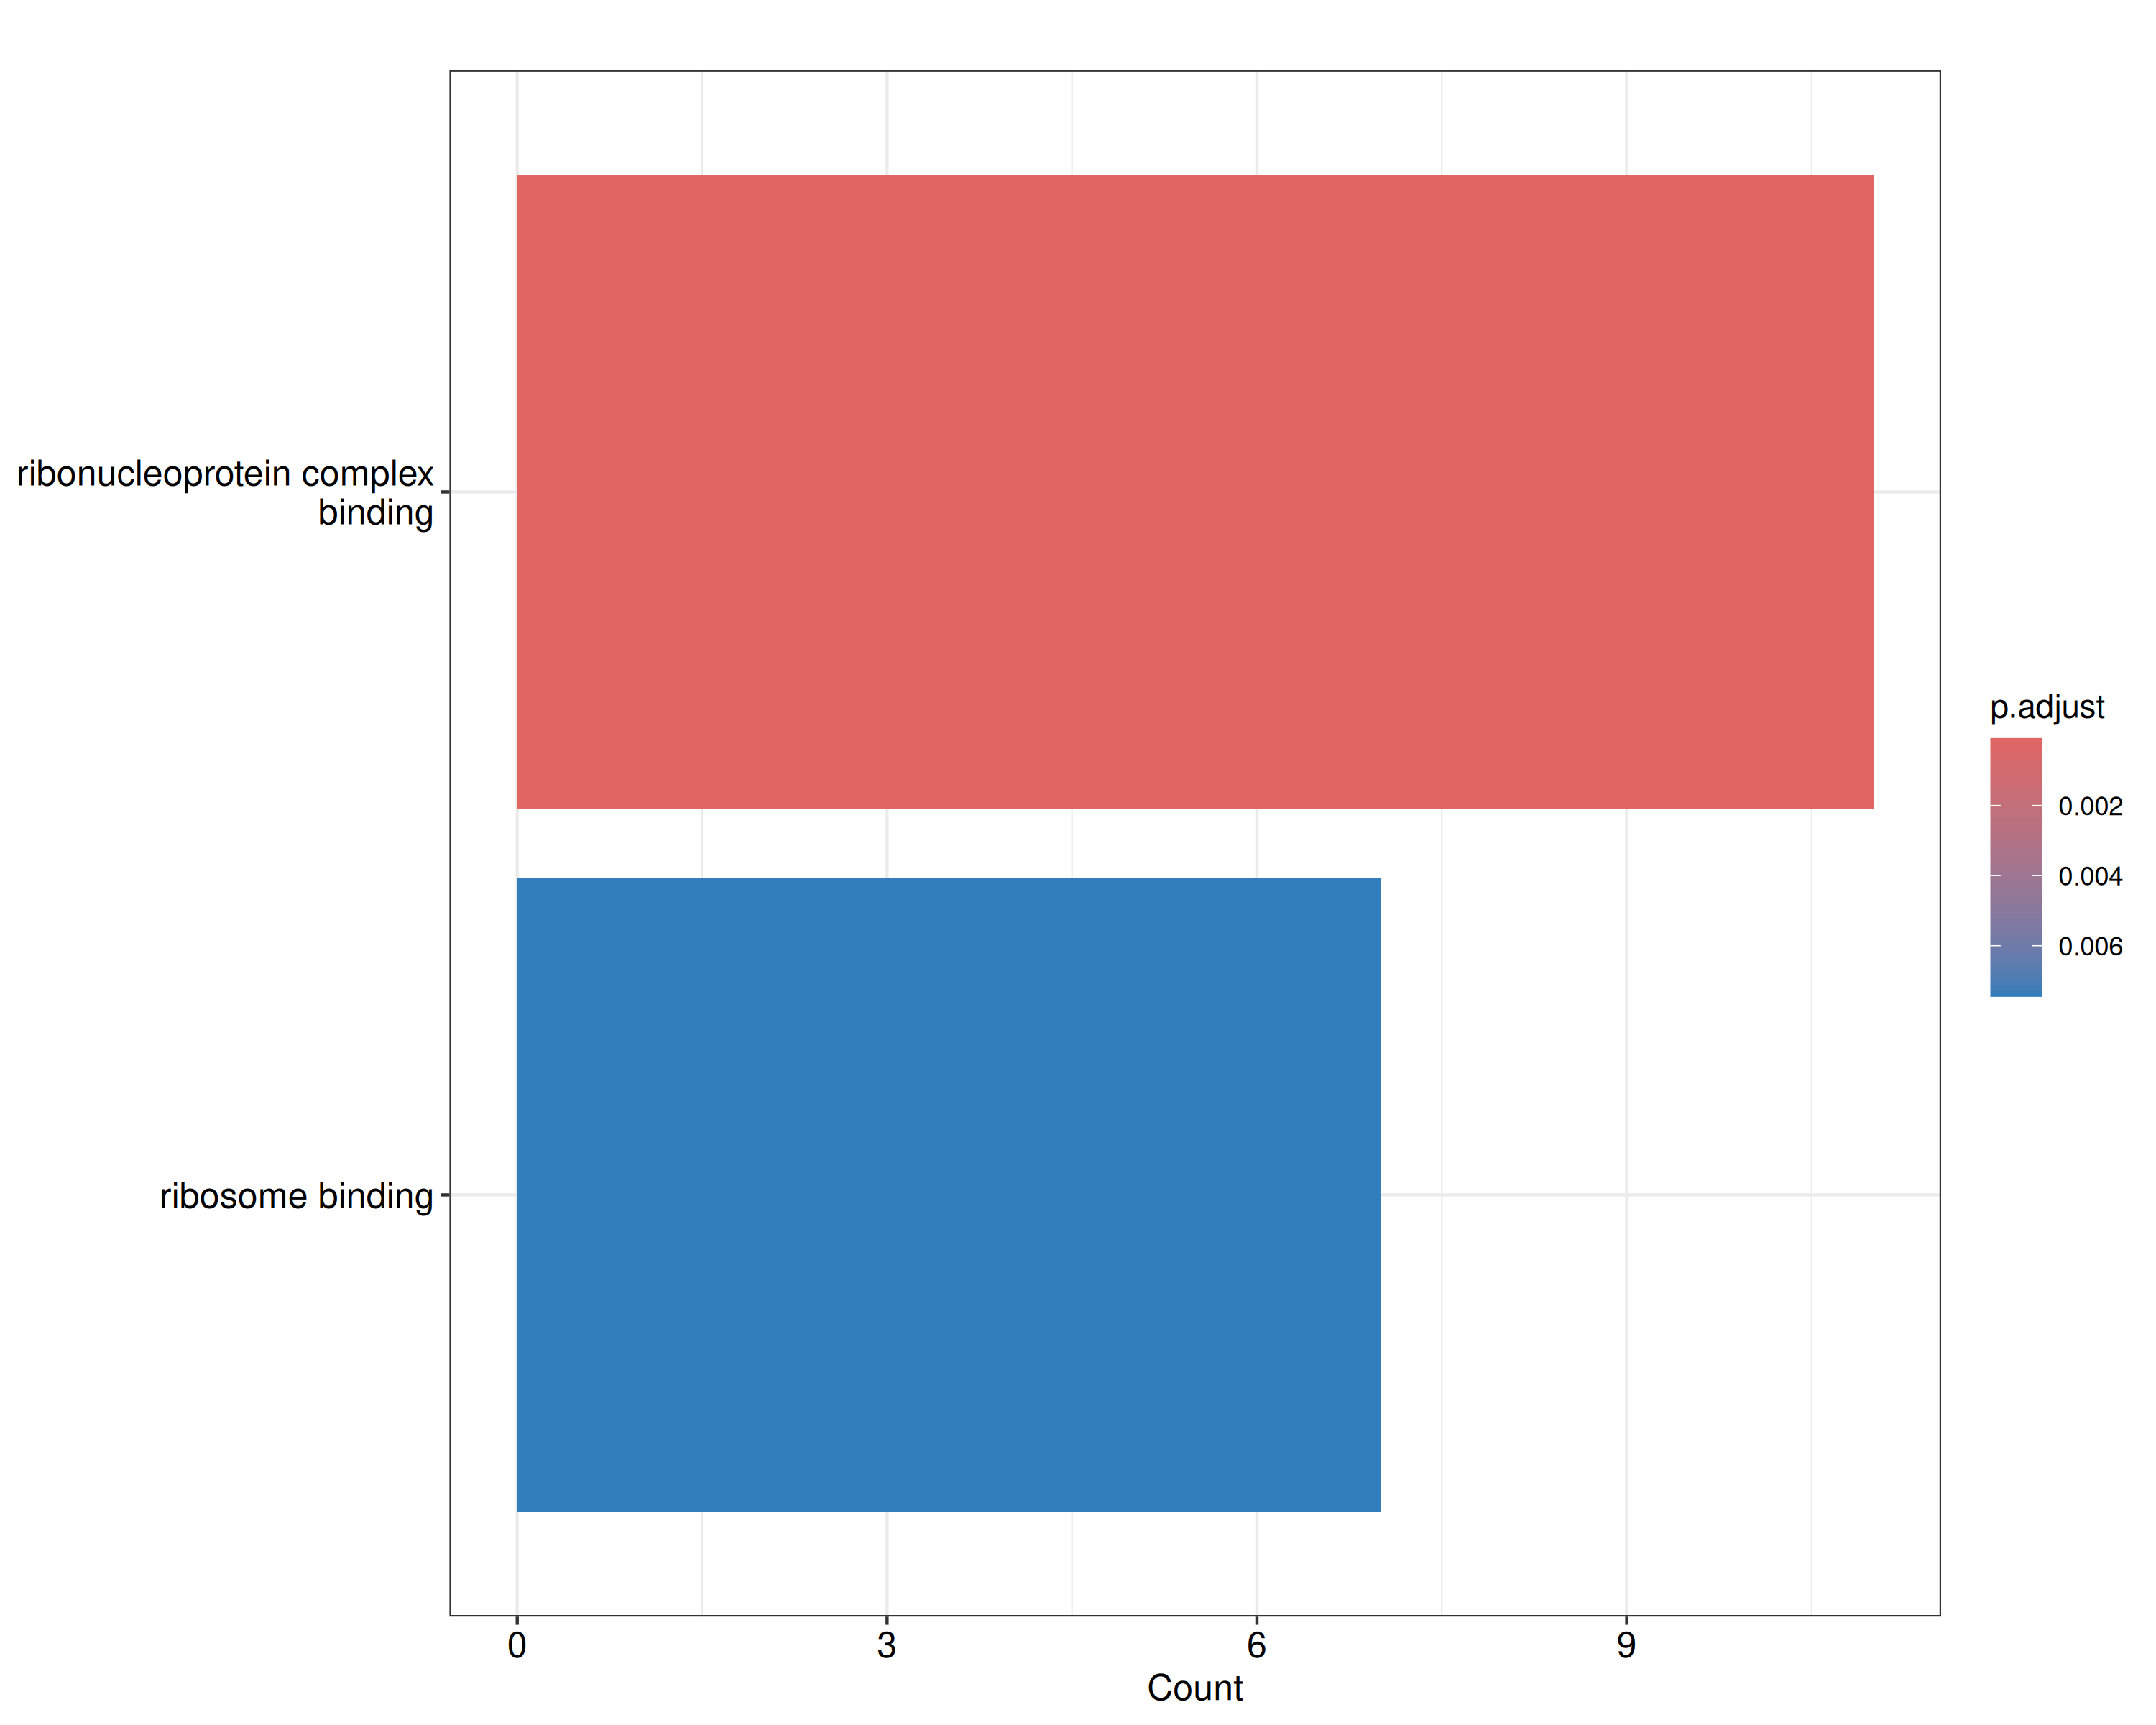 ribonucleoprotein complex
binding
ribosome binding
0
3
6
9
Count
p.adjust
0.002
0.004
0.006